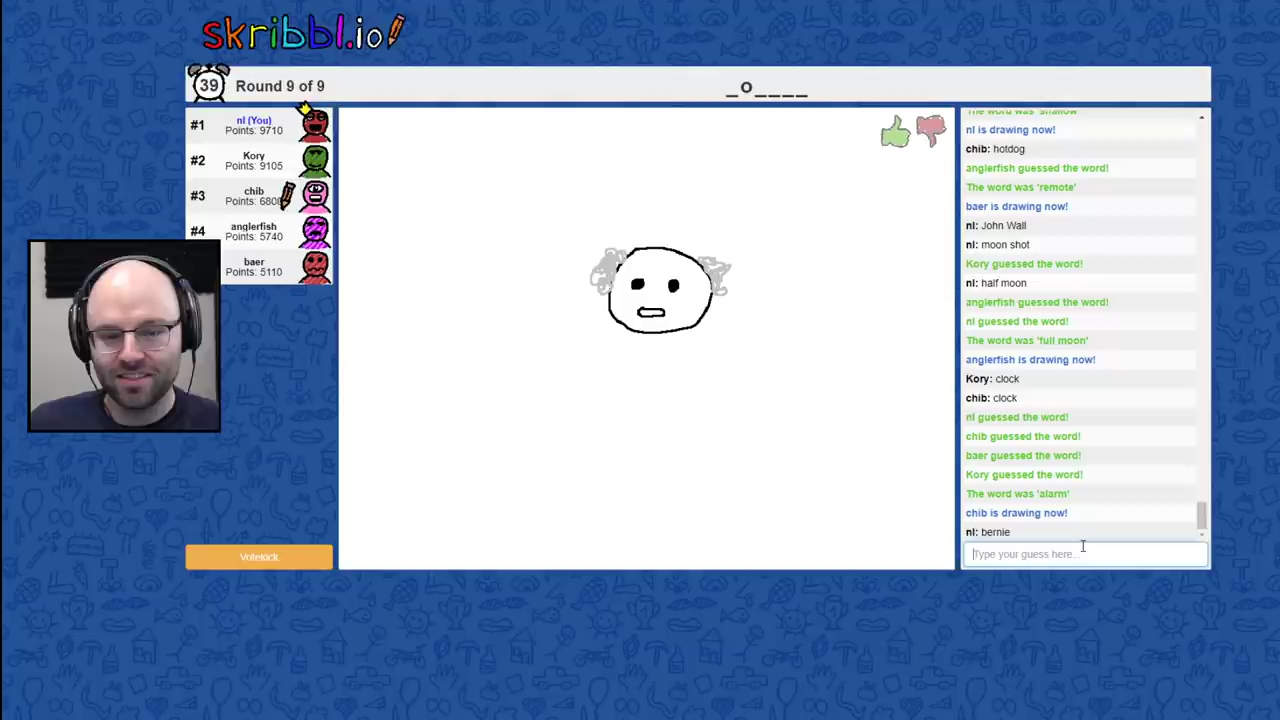 skribbl.io
39
Round 9 of 9
_o____
#1
nl (You)
Points: 9710
#2
Kory
Points: 9105
#3
chib
Points: 6800
#4
anglerfish
Points: 5740
baer
Points: 5110
Votekick
The word was 'shallow'
nl is drawing now!
chib: hotdog
anglerfish guessed the word!
The word was 'remote'
baer is drawing now!
nl: John Wall
nl: moon shot
Kory guessed the word!
nl: half moon
anglerfish guessed the word!
nl guessed the word!
The word was 'full moon'
anglerfish is drawing now!
Kory: clock
chib: clock
nl guessed the word!
chib guessed the word!
baer guessed the word!
Kory guessed the word!
The word was 'alarm'
chib is drawing now!
nl: bernie
Type your guess here...